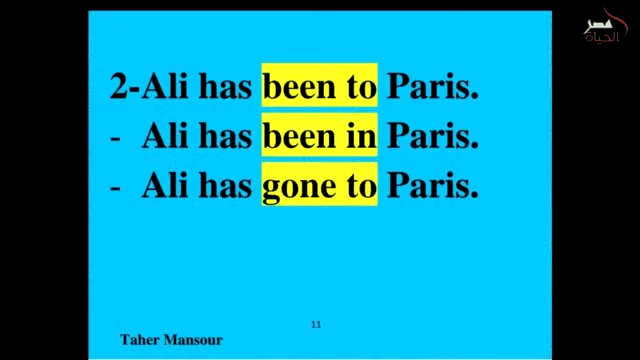 مصر
الحياة
2-Ali has been to Paris.
- Ali has been in Paris.
- Ali has gone to Paris.
11
Taher Mansour